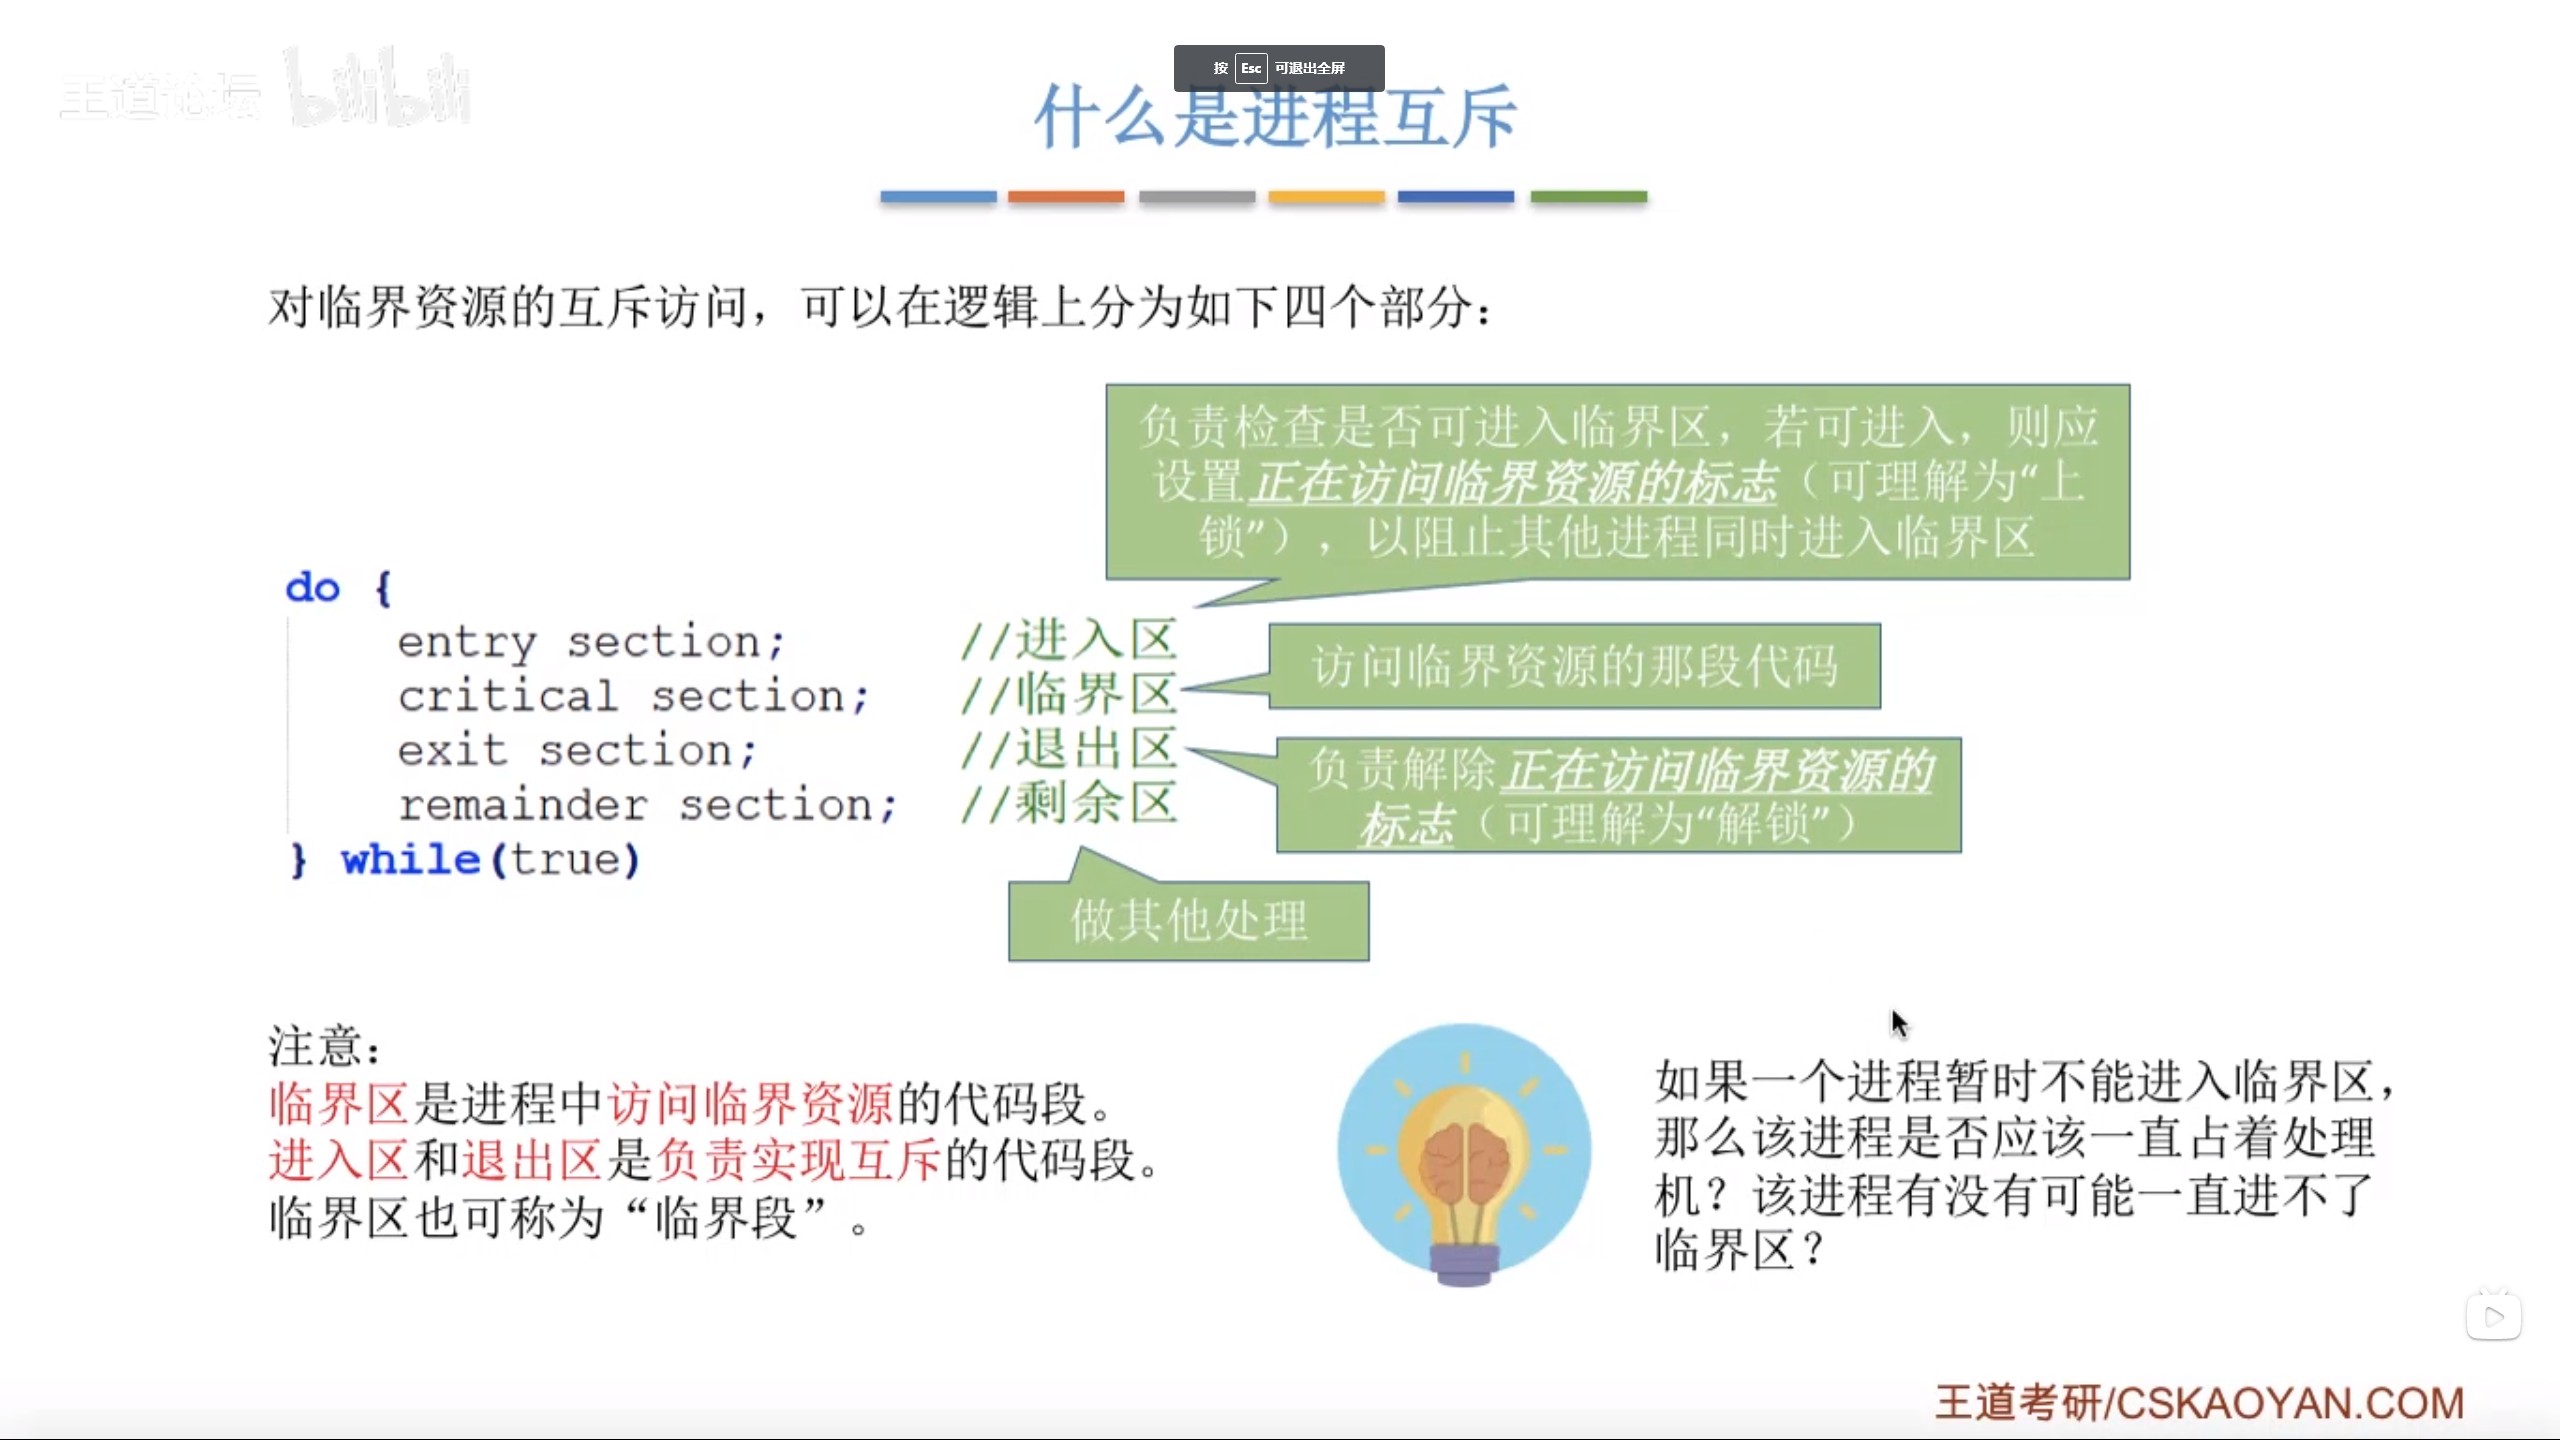 王道论坛 bilibili
按 Esc 可退出全屏
什么是进程互斥
对临界资源的互斥访问，可以在逻辑上分为如下四个部分：
负责检查是否可进入临界区，若可进入，则应
设置正在访问临界资源的标志（可理解为“上
锁”），以阻止其他进程同时进入临界区
do {
entry section; //进入区
critical section; //临界区
exit section; //退出区
remainder section; //剩余区
} while(true)
访问临界资源的那段代码
负责解除正在访问临界资源的
标志（可理解为“解锁”）
做其他处理
注意：
临界区是进程中访问临界资源的代码段。
进入区和退出区是负责实现互斥的代码段。
临界区也可称为“临界段”。
如果一个进程暂时不能进入临界区，
那么该进程是否应该一直占着处理
机？该进程有没有可能一直进不了
临界区？
王道考研/CSKAOYAN.COM